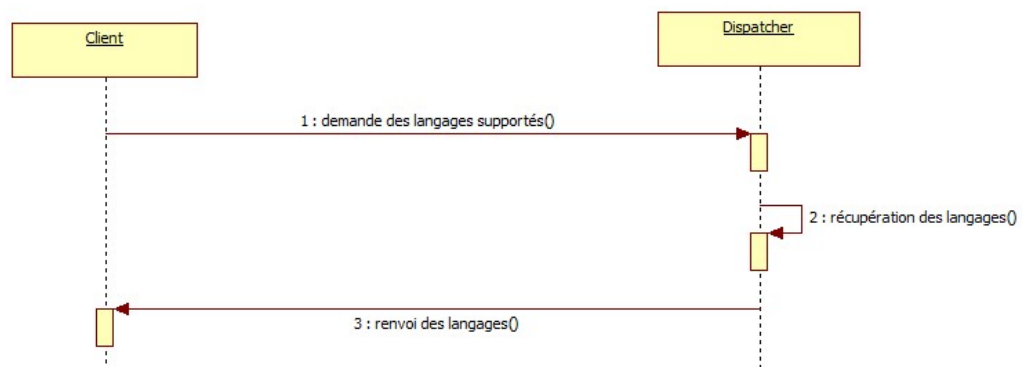 Client
Dispatcher
1 : demande des langages supportés()
2 : récupération des langages()
3 : renvoi des langages()